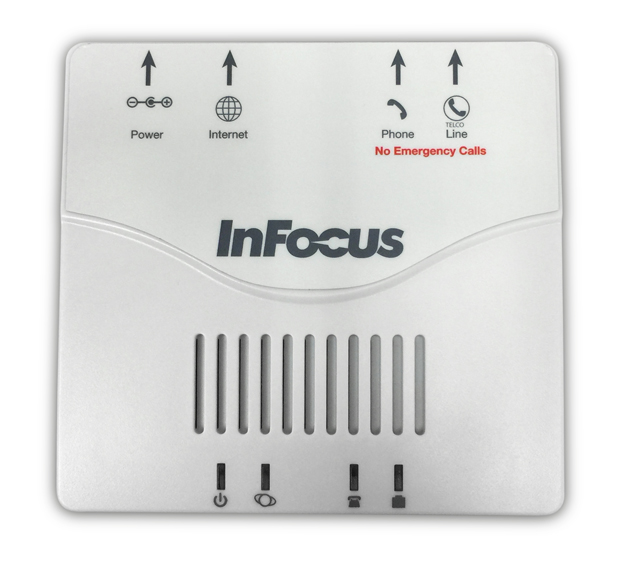 Power
Internet
Phone
TELCO
Line
No Emergency Calls
InFocus